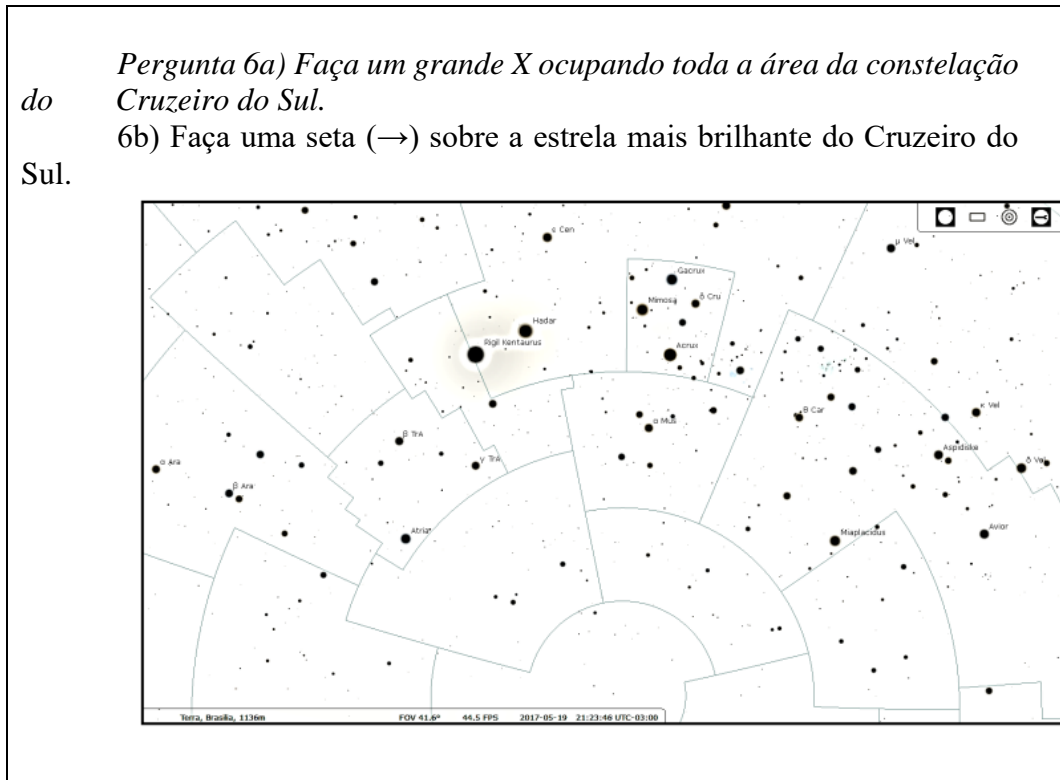 Pergunta 6a) Faça um grande X ocupando toda a área da constelação
do Cruzeiro do Sul.
6b) Faça uma seta (→) sobre a estrela mais brilhante do Cruzeiro do
Sul.
ε Cen
μ Vel
Gacrux
δ Cru
Mimosa
Hadar
Rigil Kentaurus
Acrux
κ Vel
θ Car
α Mus
β TrA
Aspidiske
γ TrA
δ Vel
α Ara
β Ara
Avior
Atria
Miaplacidus
Terra, Brasília, 1136m FOV 41.6° 44.5 FPS 2017-05-19 21:23:46 UTC-03:00